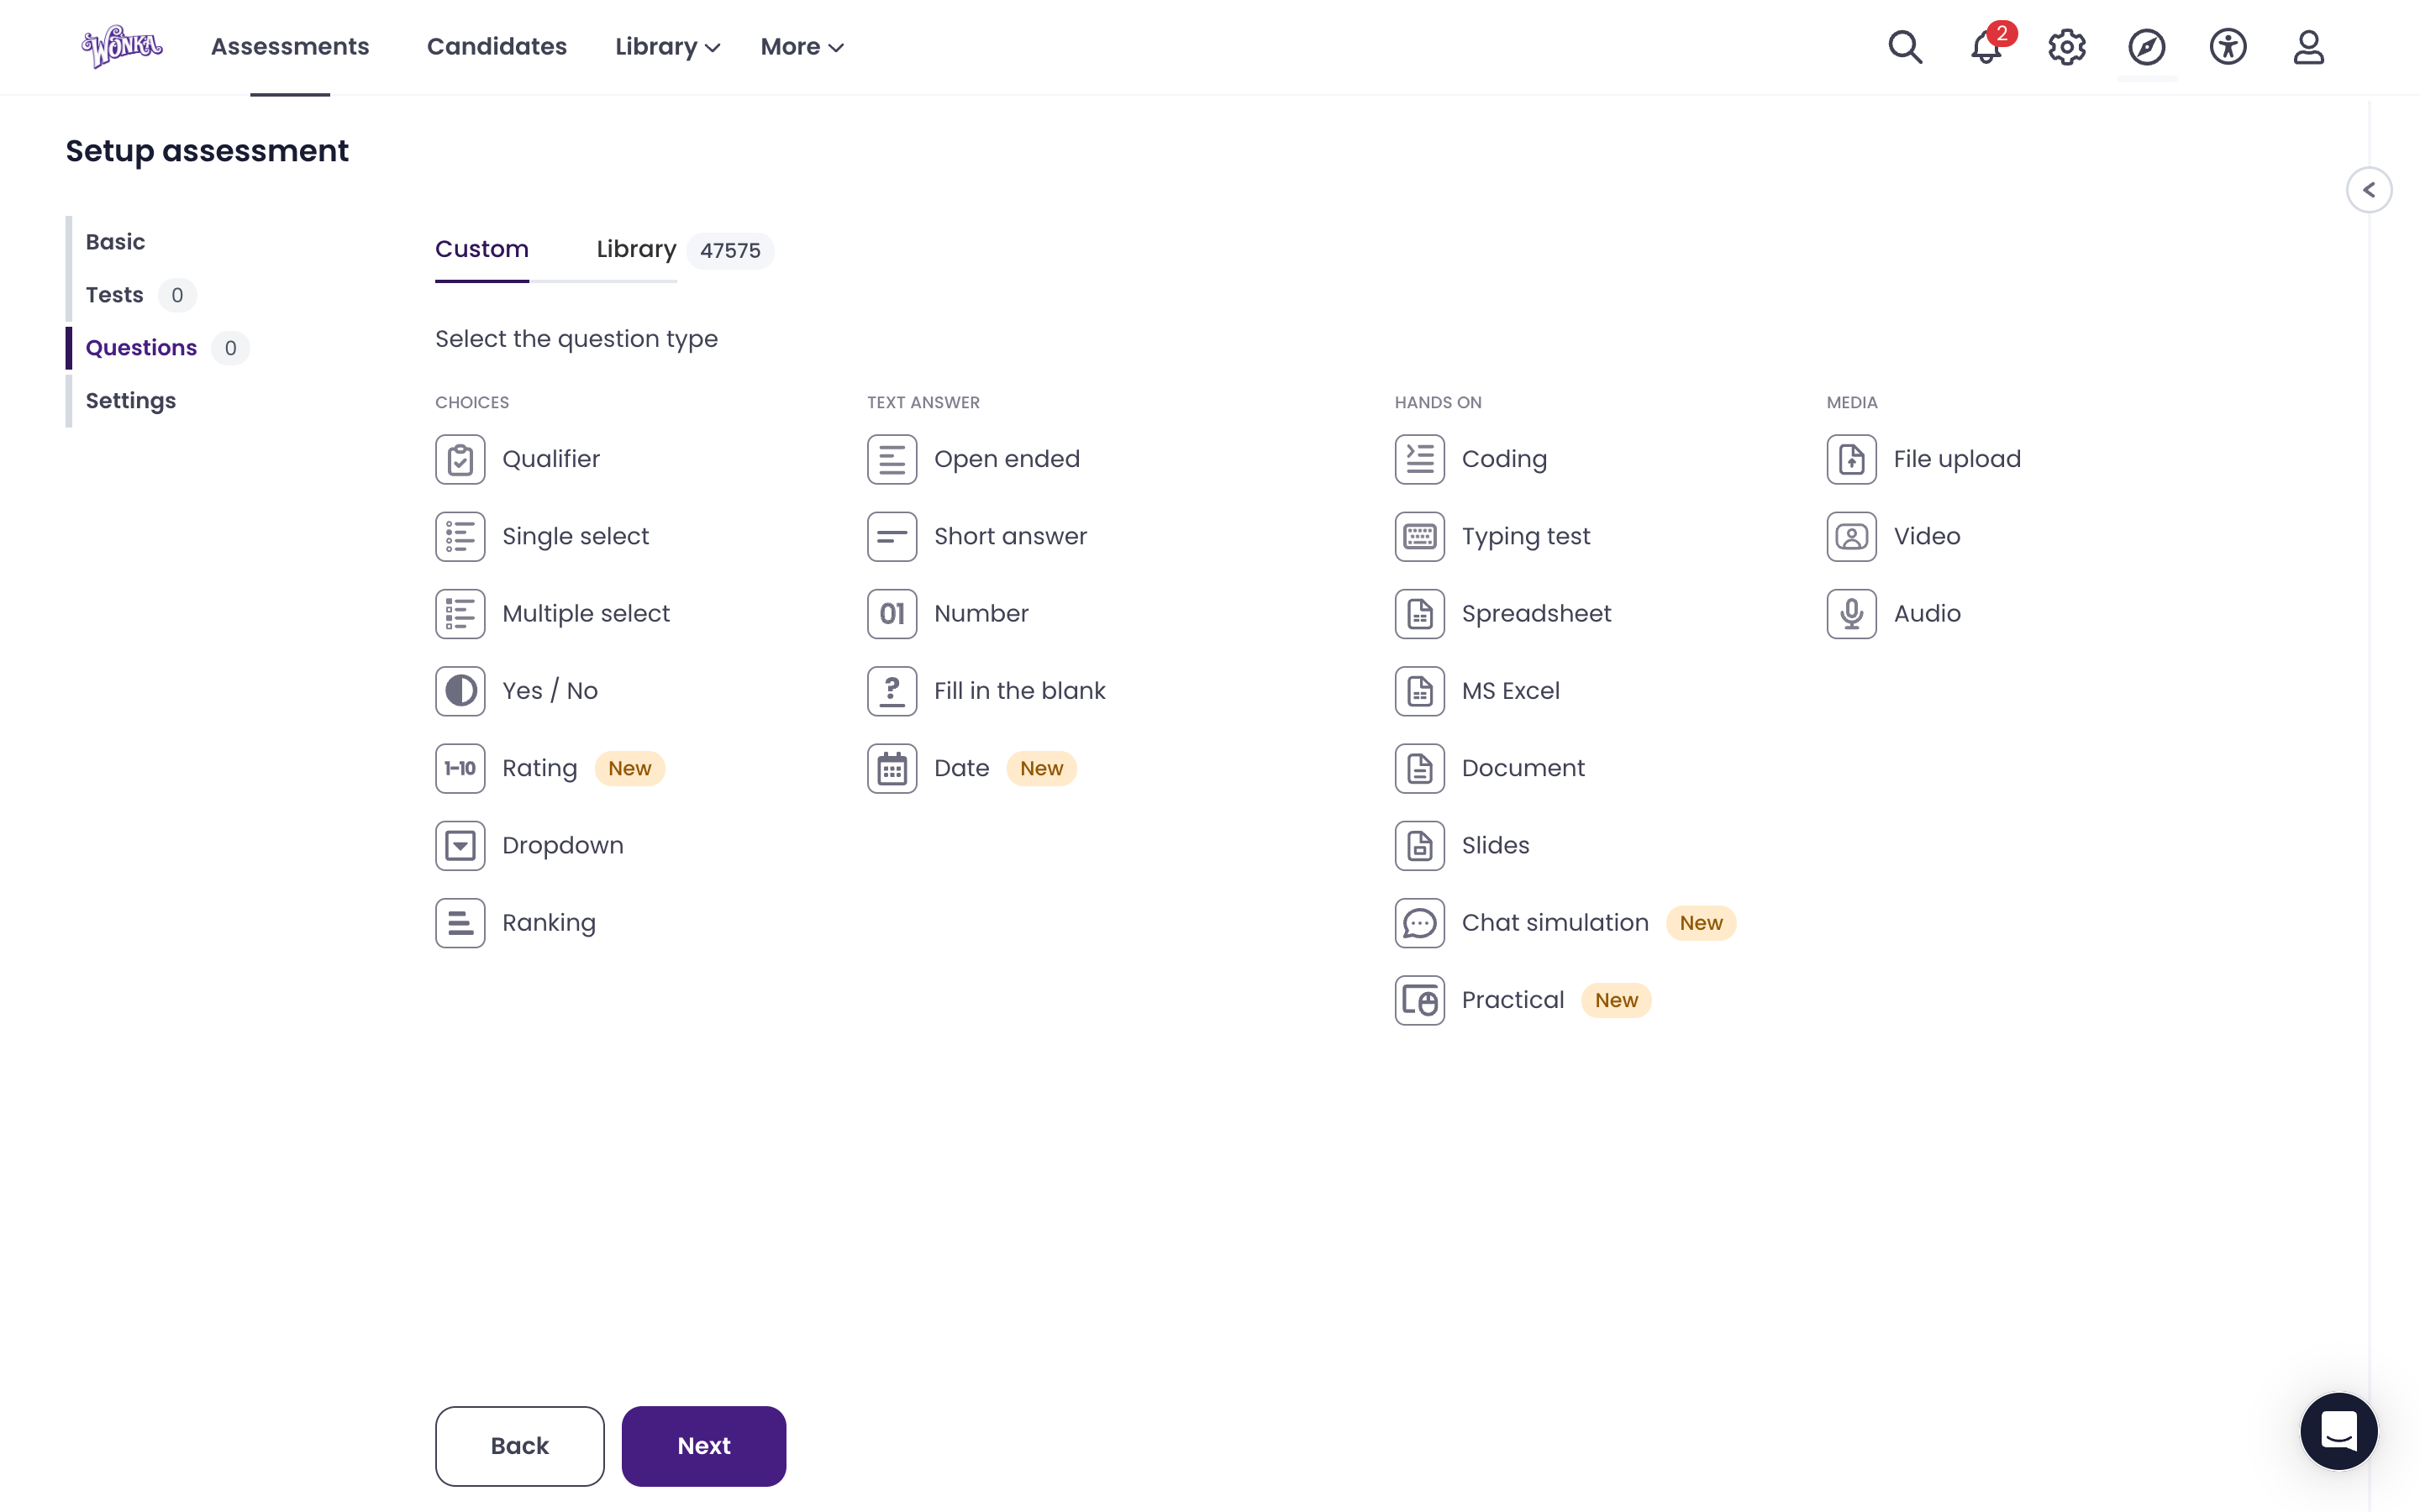 WONKA
Assessments
Candidates
Library
More
2
Setup assessment
Basic
Tests 0
Questions 0
Settings
Custom
Library 47575
Select the question type
CHOICES
Qualifier
Single select
Multiple select
Yes / No
1-10 Rating New
Dropdown
Ranking
TEXT ANSWER
Open ended
Short answer
01 Number
? Fill in the blank
Date New
HANDS ON
Coding
Typing test
Spreadsheet
MS Excel
Document
Slides
Chat simulation New
Practical New
MEDIA
File upload
Video
Audio
Back
Next